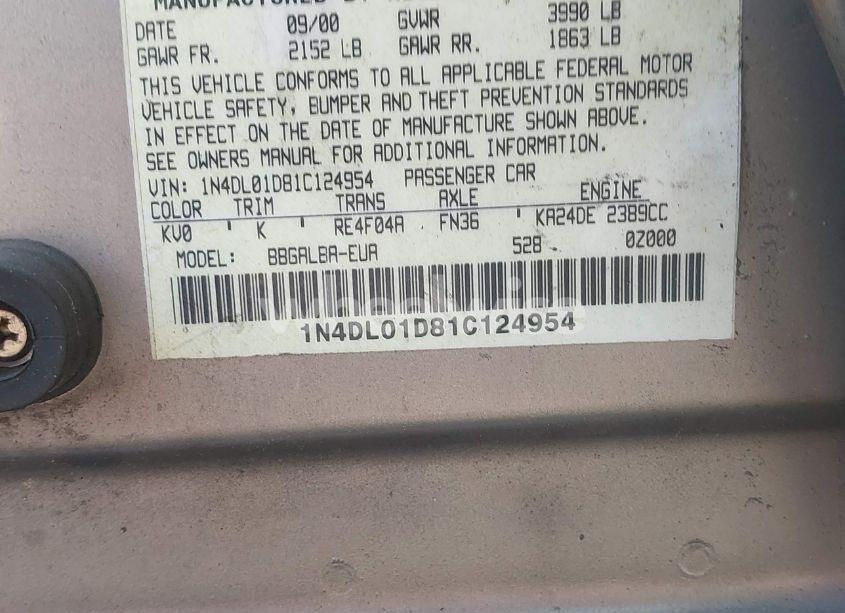 MANUFACTURED BY
DATE 09/00 GVWR 3990 LB
GAWR FR. 2152 LB GAWR RR. 1863 LB
THIS VEHICLE CONFORMS TO ALL APPLICABLE FEDERAL MOTOR
VEHICLE SAFETY, BUMPER AND THEFT PREVENTION STANDARDS
IN EFFECT ON THE DATE OF MANUFACTURE SHOWN ABOVE.
SEE OWNERS MANUAL FOR ADDITIONAL INFORMATION.
VIN: 1N4DL01D81C124954 PASSENGER CAR
COLOR TRIM TRANS AXLE ENGINE
KV0 ' K ' RE4F04A FN36 ' KA24DE 2389CC
MODEL: BBGALBA-EUA 528 0Z000
1N4DL01D81C124954